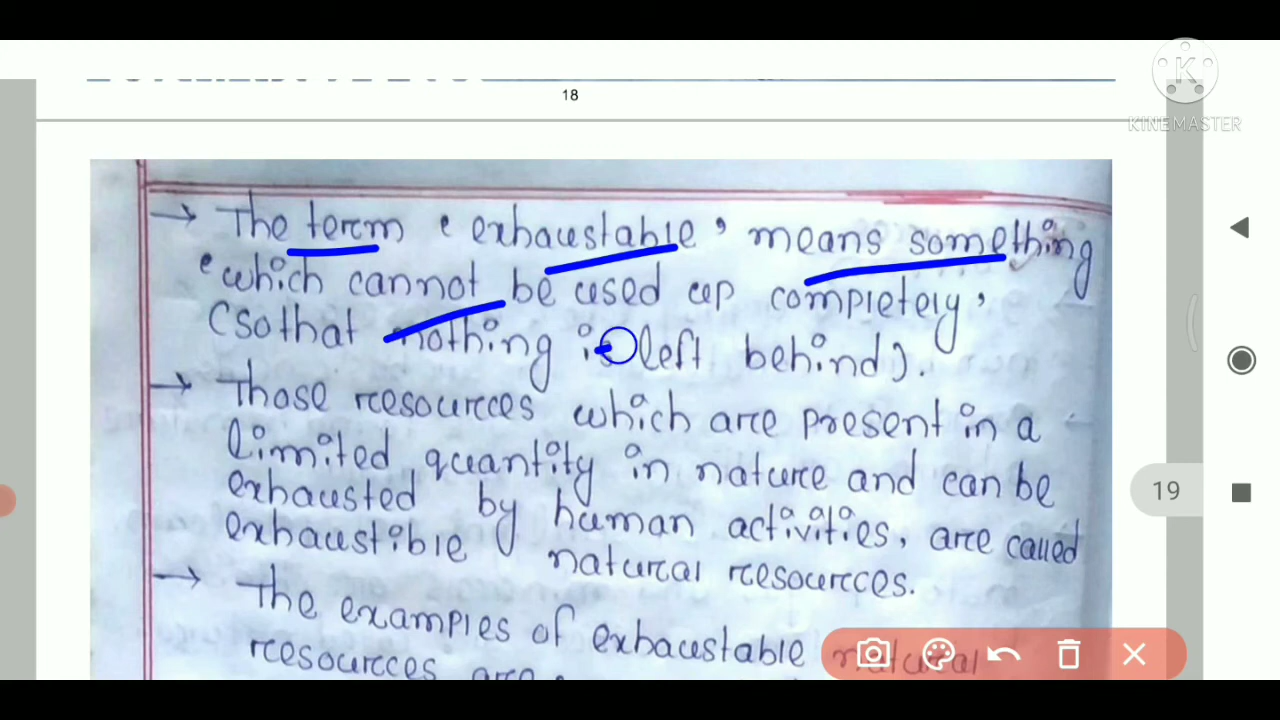 18
KINEMASTER
→ The term 'exhaustable' means something
'which cannot be used up completely'
(so that nothing is left behind).
→ Those resources which are present in a
limited quantity in nature and can be
exhausted by human activities, are called
exhaustible natural resources.
→ The examples of exhaustable natural
resources are
19